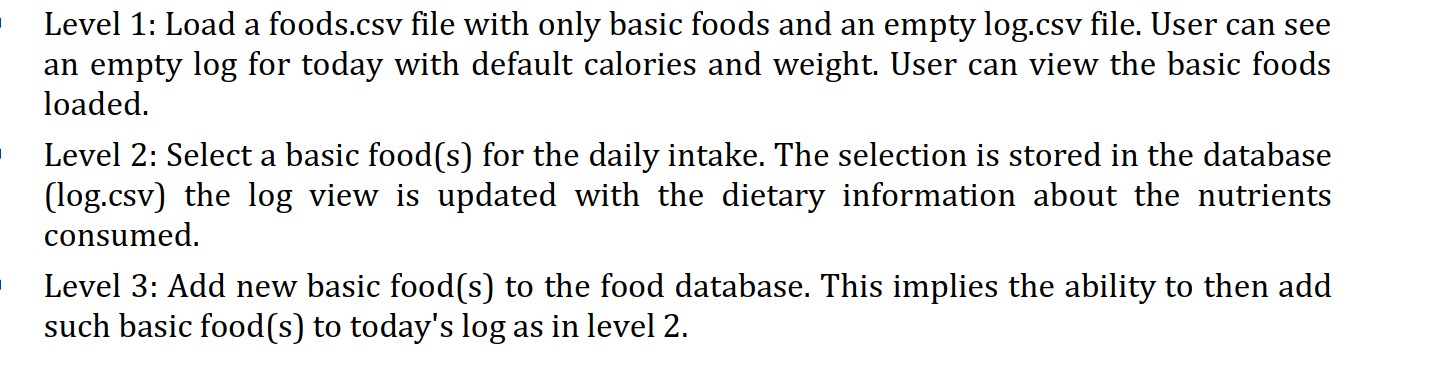 Level 1: Load a foods.csv file with only basic foods and an empty log.csv file. User can see
an empty log for today with default calories and weight. User can view the basic foods
loaded.
Level 2: Select a basic food(s) for the daily intake. The selection is stored in the database
(log.csv) the log view is updated with the dietary information about the nutrients
consumed.
Level 3: Add new basic food(s) to the food database. This implies the ability to then add
such basic food(s) to today's log as in level 2.